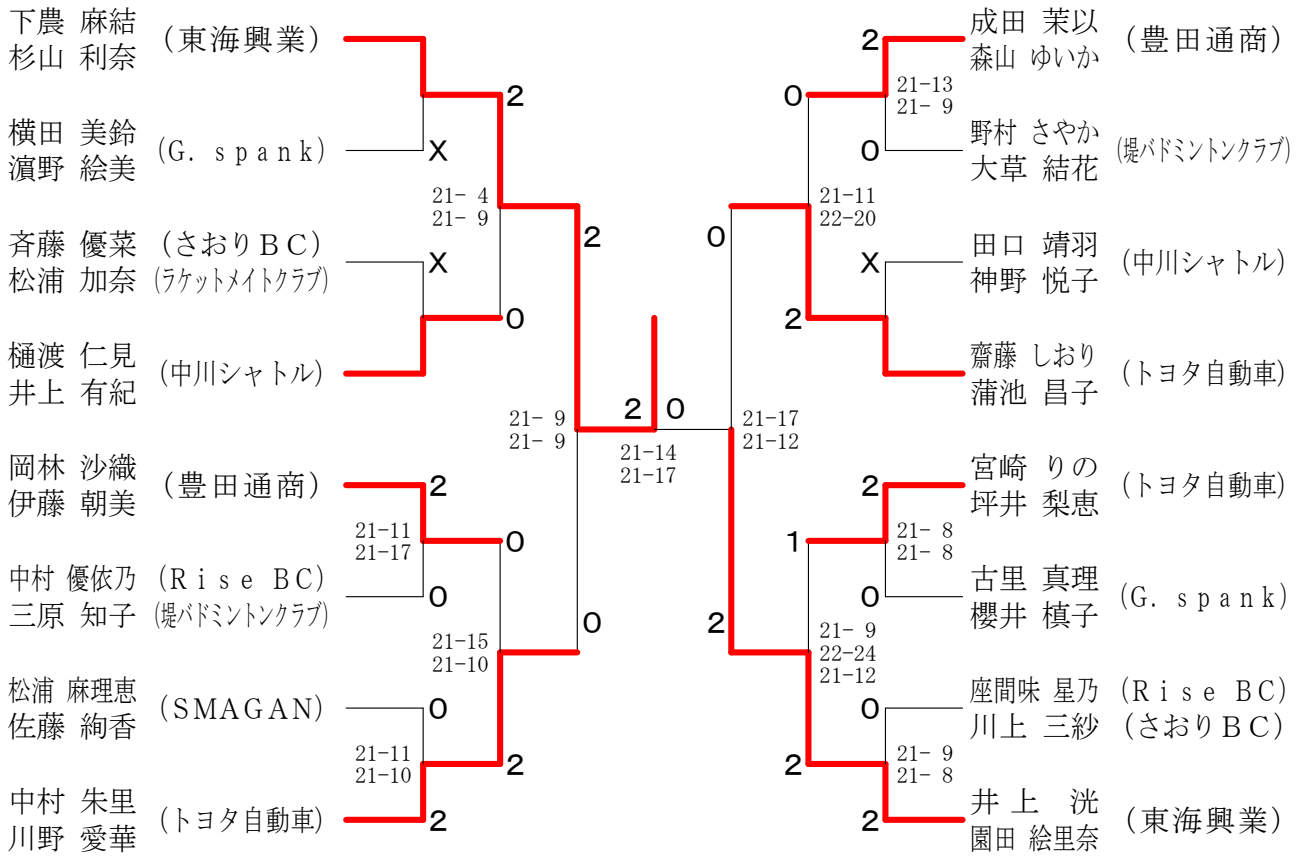 下農 麻結
杉山 利奈
(東海興業)
2
横田 美鈴
濵野 絵美
(G. spank)
X
21- 4
21- 9
斉藤 優菜 (さおりBC)
松浦 加奈 (ラケットメイトクラブ)
X
2
0
樋渡 仁見
井上 有紀
(中川シャトル)
21- 9
21- 9
岡林 沙織
伊藤 朝美
(豊田通商)
2
21-11
21-17
0
中村 優依乃 (Rise BC)
三原 知子 (堤バドミントンクラブ)
0
21-15
21-10
0
松浦 麻理恵
佐藤 絢香
(SMAGAN)
0
21-11
21-10
2
中村 朱里
川野 愛華
(トヨタ自動車)
2
2 0
21-14
21-17
成田 茉以
森山 ゆいか
(豊田通商)
2
21-13
21- 9
0
野村 さやか
大草 結花
(堤バドミントンクラブ)
0
21-11
22-20
0
田口 靖羽
神野 悦子
(中川シャトル)
X
2
齋藤 しおり
蒲池 昌子
(トヨタ自動車)
21-17
21-12
宮崎 りの
坪井 梨恵
(トヨタ自動車)
2
21- 8
21- 8
1
古里 真理
櫻井 槙子
(G. spank)
0
2
21- 9
22-24
21-12
座間味 星乃 (Rise BC)
川上 三紗 (さおりBC)
0
21- 9
21- 8
2
井上 洸
園田 絵里奈
(東海興業)
2